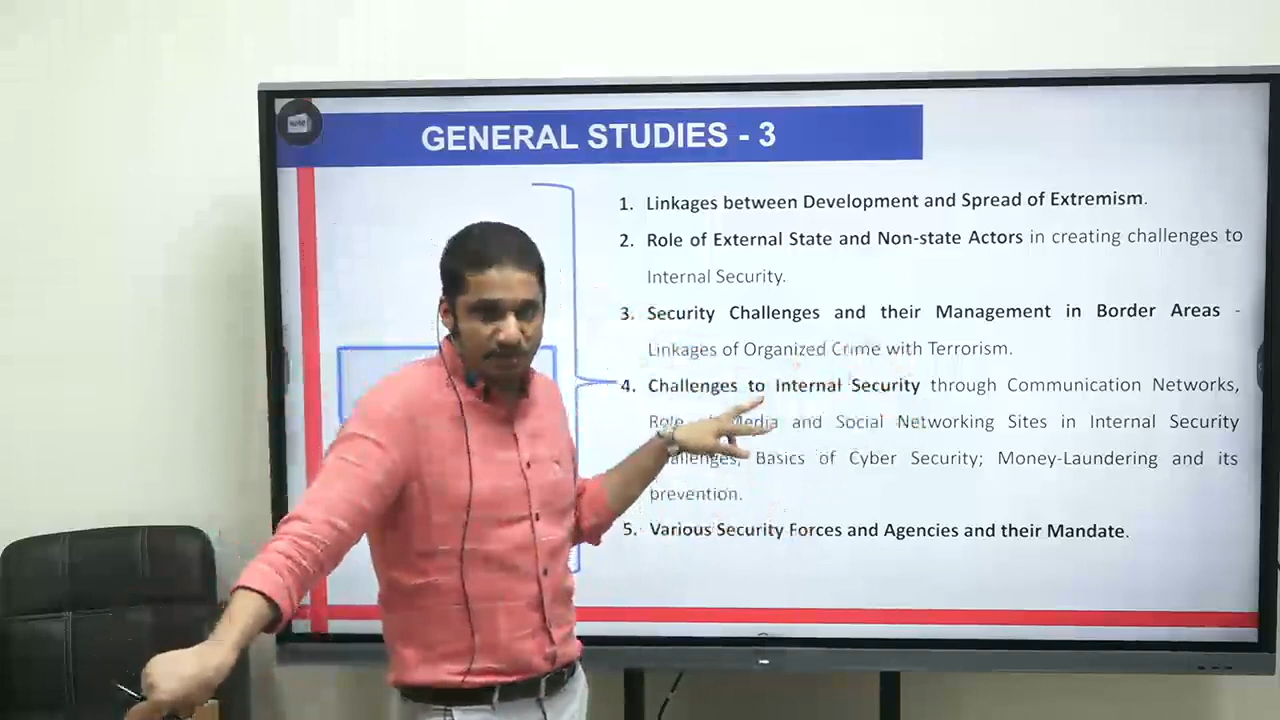 GENERAL STUDIES - 3
1. Linkages between Development and Spread of Extremism.
2. Role of External State and Non-state Actors in creating challenges to
Internal Security.
3. Security Challenges and their Management in Border Areas -
Linkages of Organized Crime with Terrorism.
4. Challenges to Internal Security through Communication Networks,
Role Media and Social Networking Sites in Internal Security
Basics of Cyber Security; Money-Laundering and its
prevention.
5. Various Security Forces and Agencies and their Mandate.